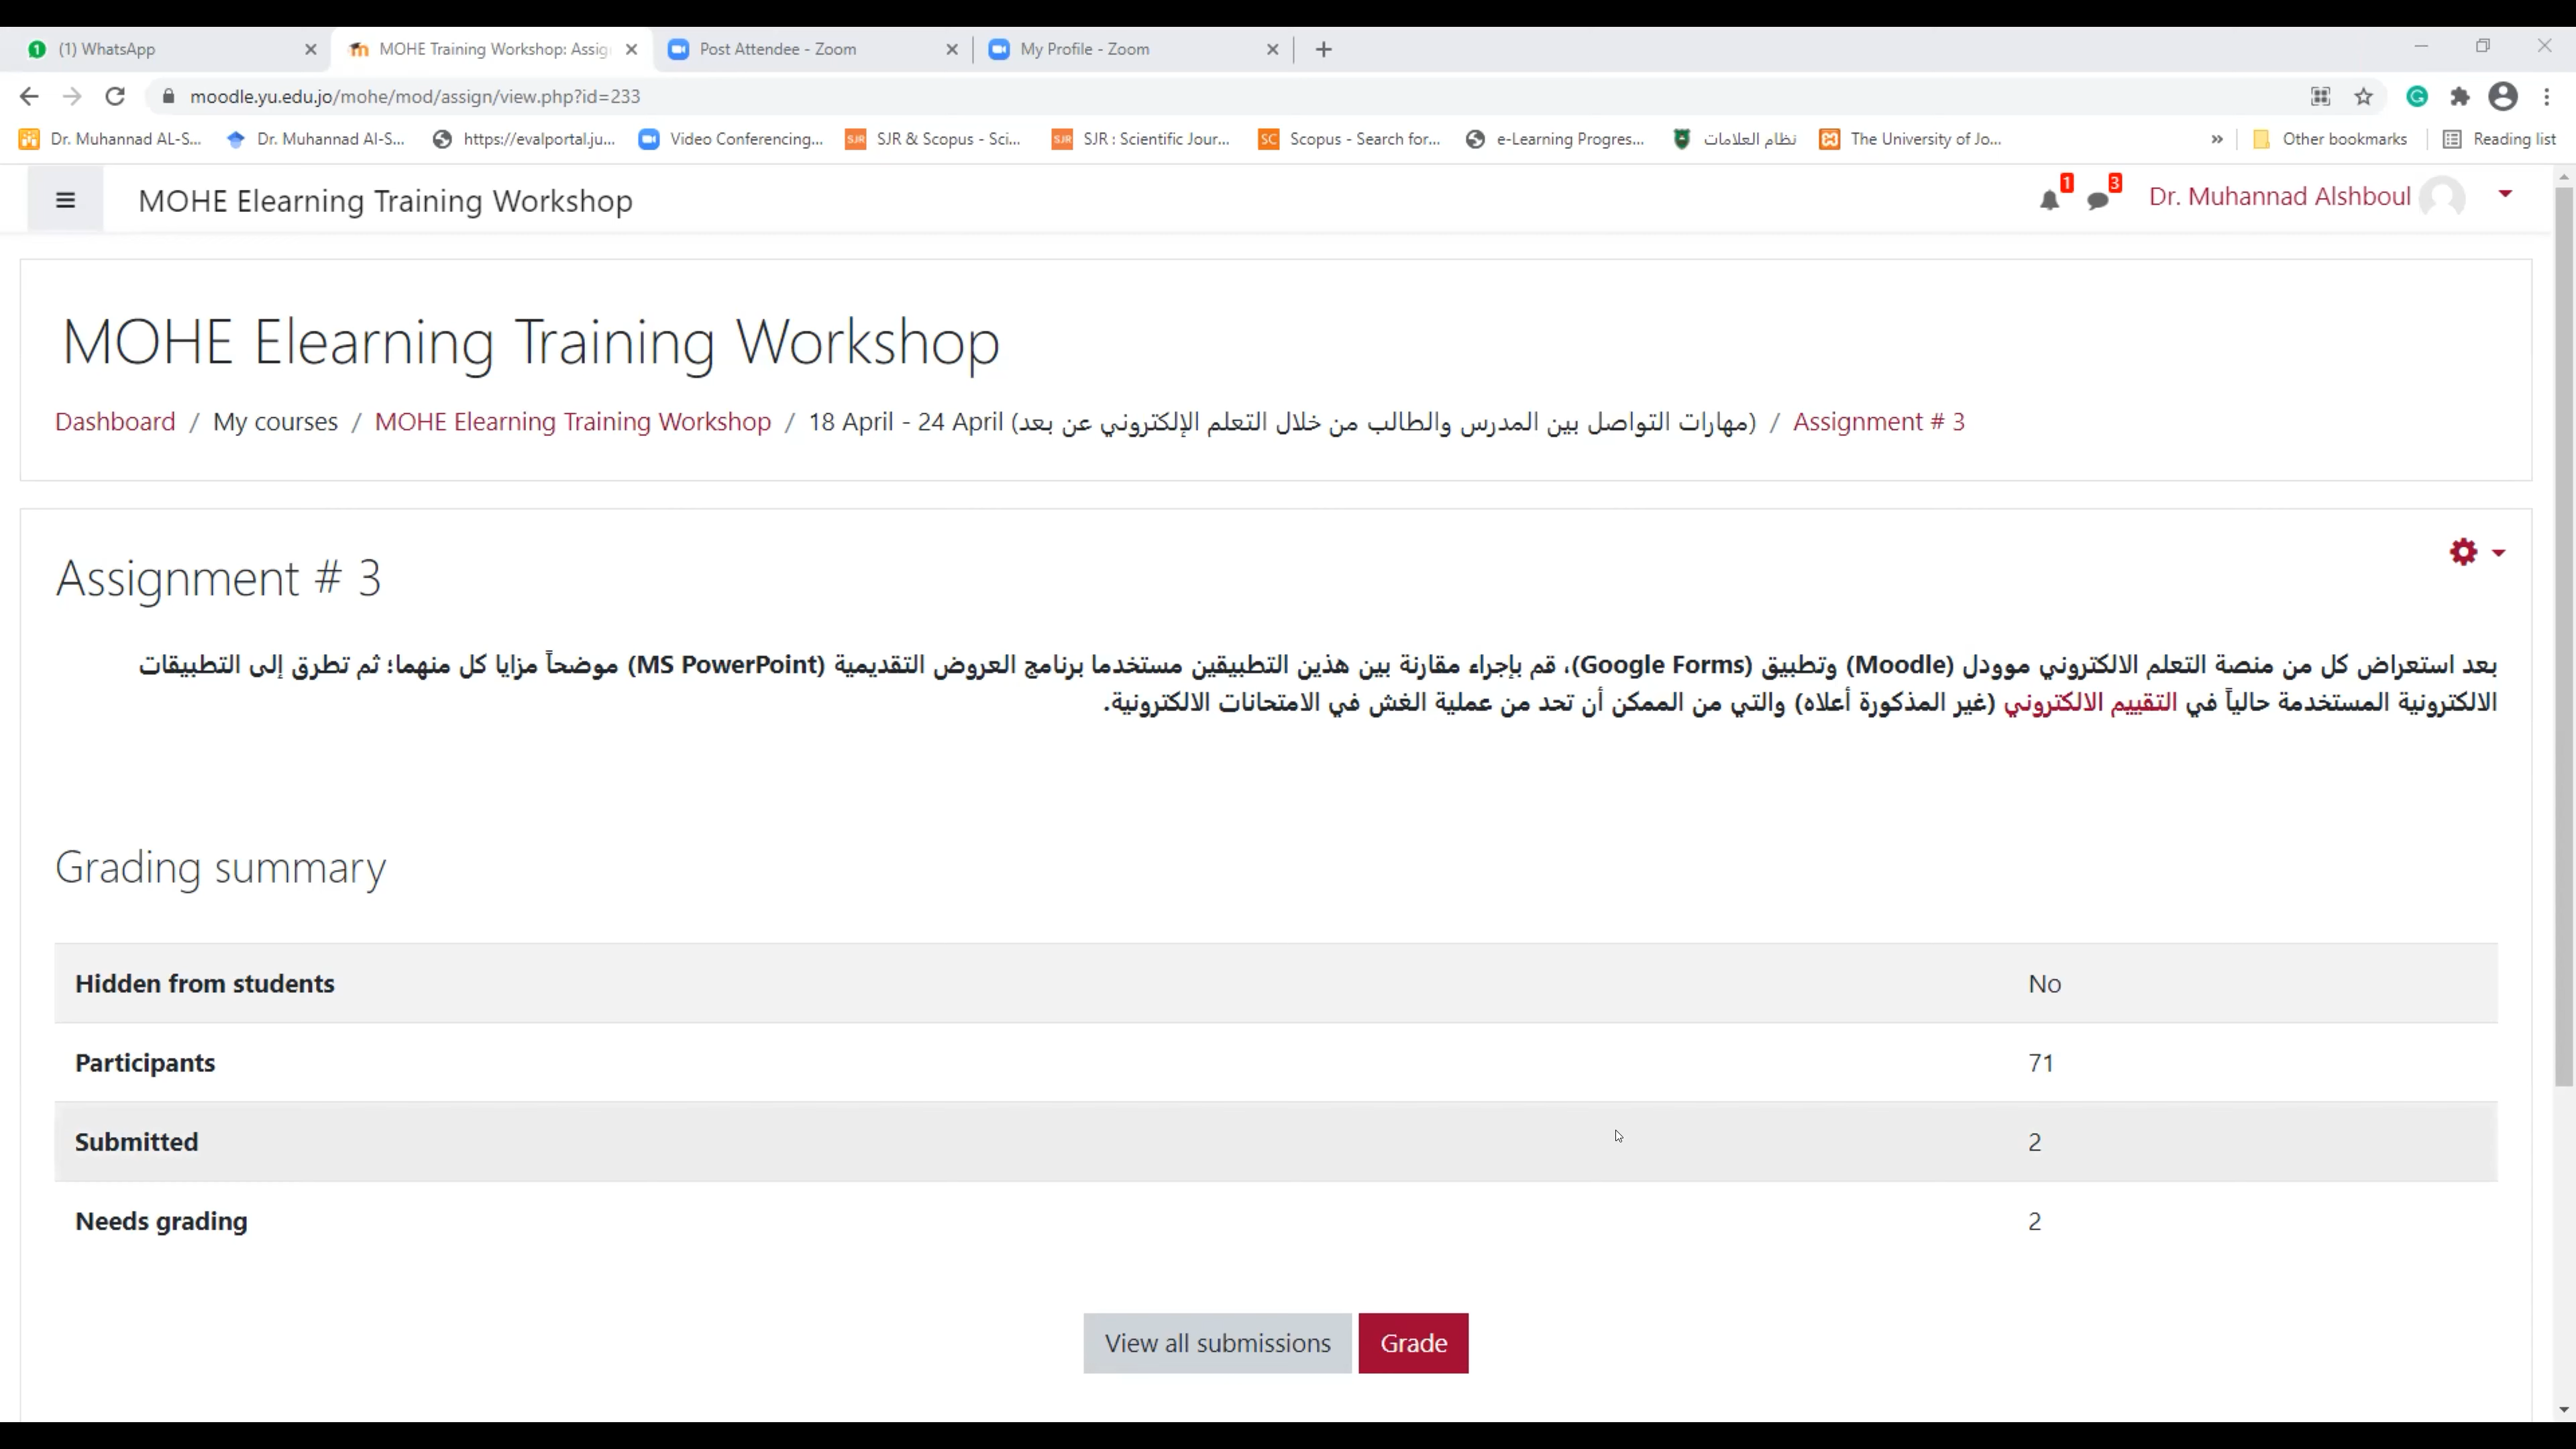 (1) WhatsApp
MOHE Training Workshop: Assig
Post Attendee - Zoom
My Profile - Zoom
moodle.yu.edu.jo/mohe/mod/assign/view.php?id=233
Dr. Muhannad AL-S...
Dr. Muhannad Al-S...
https://evalportal.ju...
Video Conferencing...
SJR SJR & Scopus - Sci...
SJR SJR : Scientific Jour...
SC Scopus - Search for...
e-Learning Progres...
نظام العلامات
The University of Jo...
» Other bookmarks
Reading list
MOHE Elearning Training Workshop
1
3
Dr. Muhannad Alshboul
MOHE Elearning Training Workshop
Dashboard / My courses / MOHE Elearning Training Workshop / 18 April - 24 April (مهارات التواصل بين المدرس والطالب من خلال التعلم الإلكتروني عن بعد) / Assignment # 3
Assignment # 3
بعد استعراض كل من منصة التعلم الالكتروني موودل (Moodle) وتطبيق (Google Forms)، قم بإجراء مقارنة بين هذين التطبيقين مستخدما برنامج العروض التقديمية (MS PowerPoint) موضحاً مزايا كل منهما؛ ثم تطرق إلى التطبيقات
الالكترونية المستخدمة حالياً في التقييم الالكتروني (غير المذكورة أعلاه) والتي من الممكن أن تحد من عملية الغش في الامتحانات الالكترونية.
Grading summary
Hidden from students No
Participants 71
Submitted 2
Needs grading 2
View all submissions Grade